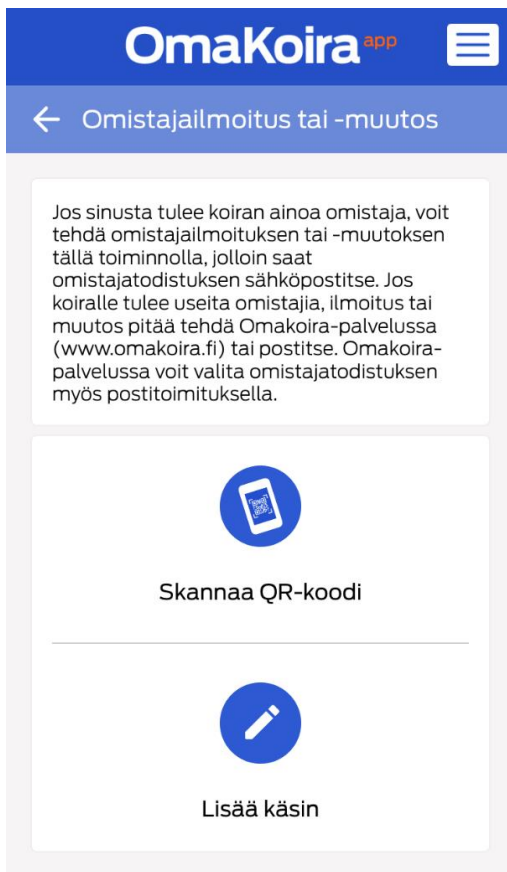 OmaKoira app
Omistajailmoitus tai -muutos
Jos sinusta tulee koiran ainoa omistaja, voit
tehdä omistajailmoituksen tai -muutoksen
tällä toiminnolla, jolloin saat
omistajatodistuksen sähköpostitse. Jos
koiralle tulee useita omistajia, ilmoitus tai
muutos pitää tehdä Omakoira-palvelussa
(www.omakoira.fi) tai postitse. Omakoira-
palvelussa voit valita omistajatodistuksen
myös postitoimituksella.
Skannaa QR-koodi
Lisää käsin